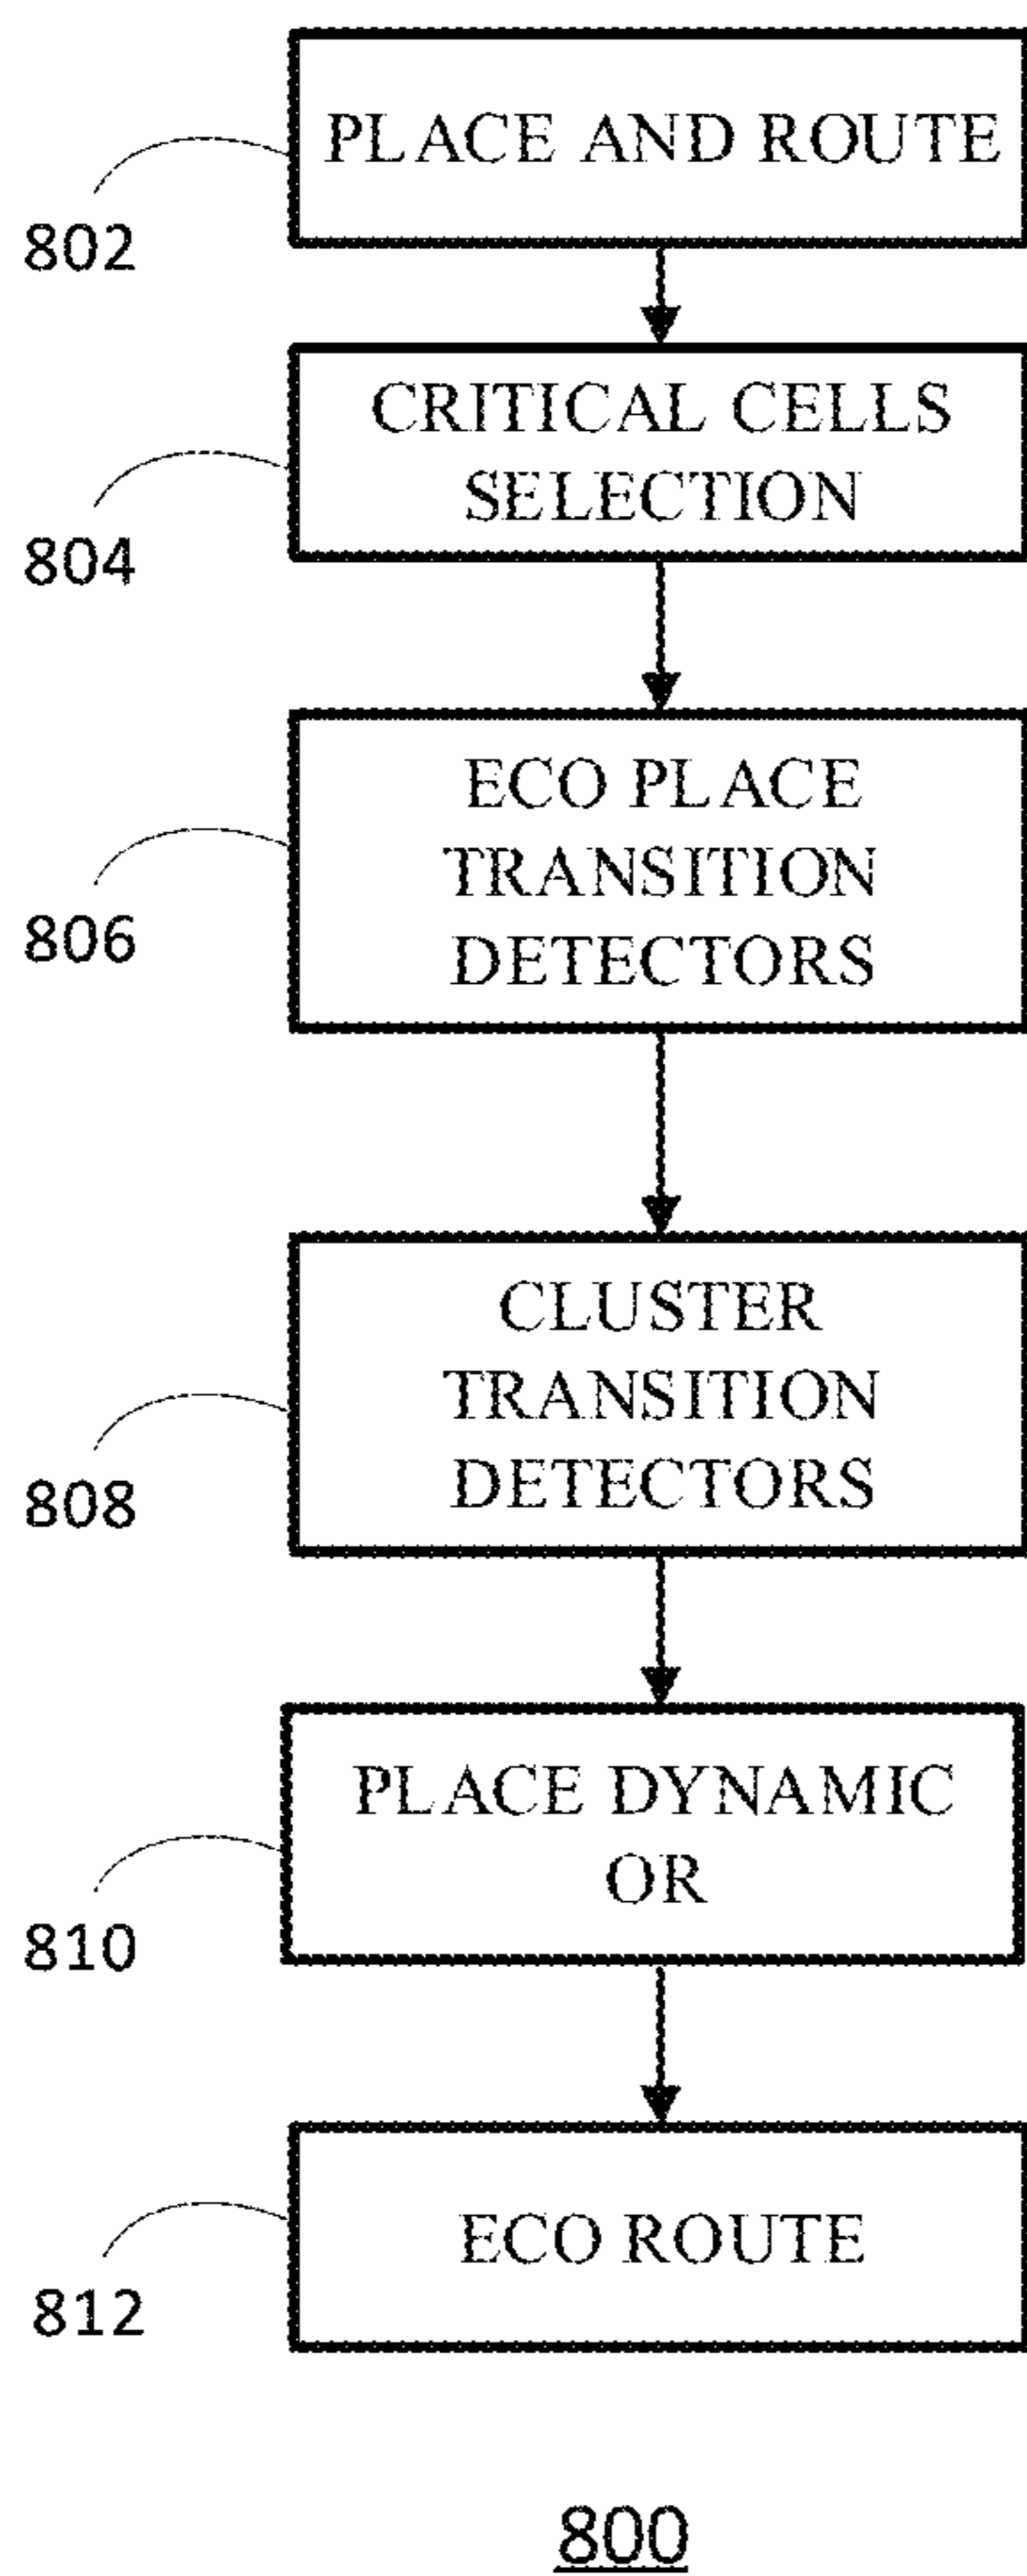 PLACE AND ROUTE
802
CRITICAL CELLS
SELECTION
804
ECO PLACE
TRANSITION
DETECTORS
806
CLUSTER
TRANSITION
DETECTORS
808
PLACE DYNAMIC
OR
810
ECO ROUTE
812
800